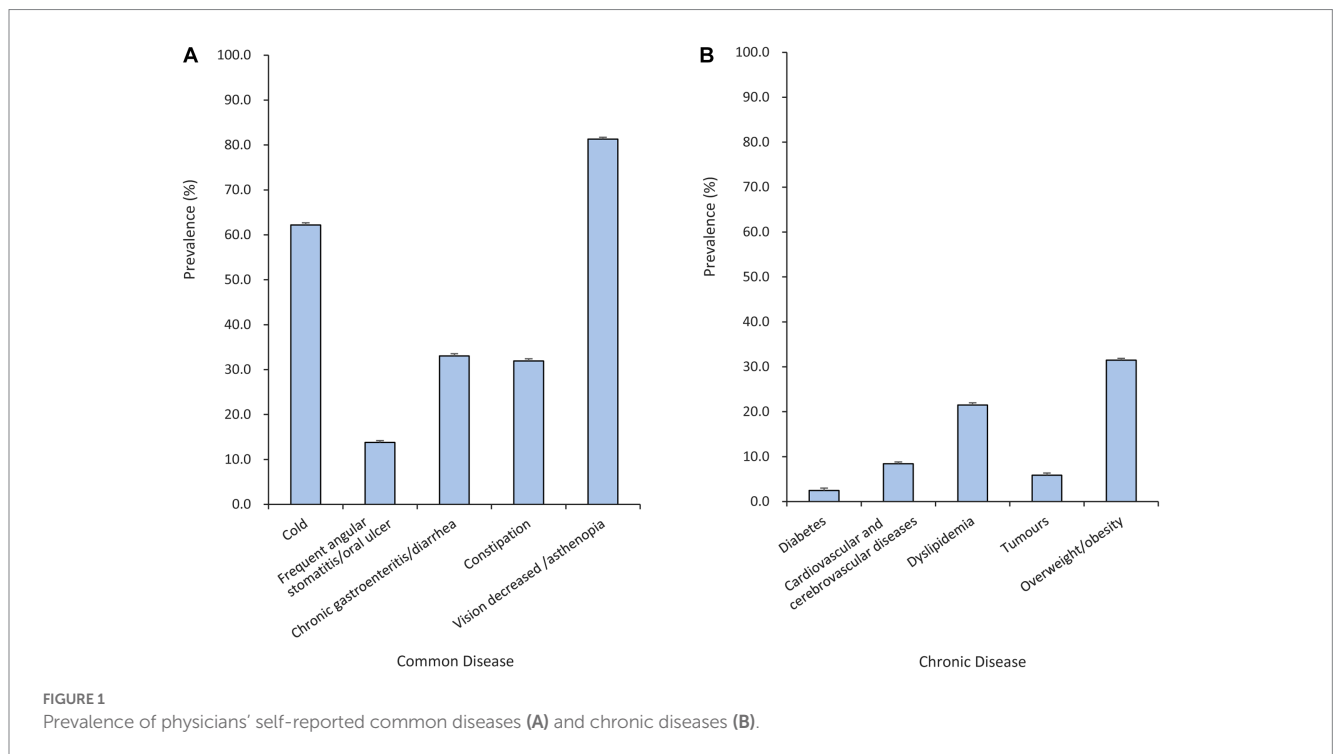 A
100.0
90.0
80.0
70.0
60.0
50.0
40.0
30.0
20.0
10.0
0.0
Prevalence (%)
Cold
Frequent angular
stomatitis/oral ulcer
Chronic gastroenteritis/diarrhea
Constipation
Vision decreased /asthenopia
Common Disease
B
100.0
90.0
80.0
70.0
60.0
50.0
40.0
30.0
20.0
10.0
0.0
Prevalence (%)
Diabetes
Cardiovascular and
cerebrovascular diseases
Dyslipidemia
Tumours
Overweight/obesity
Chronic Disease
FIGURE 1
Prevalence of physicians’ self-reported common diseases (A) and chronic diseases (B).